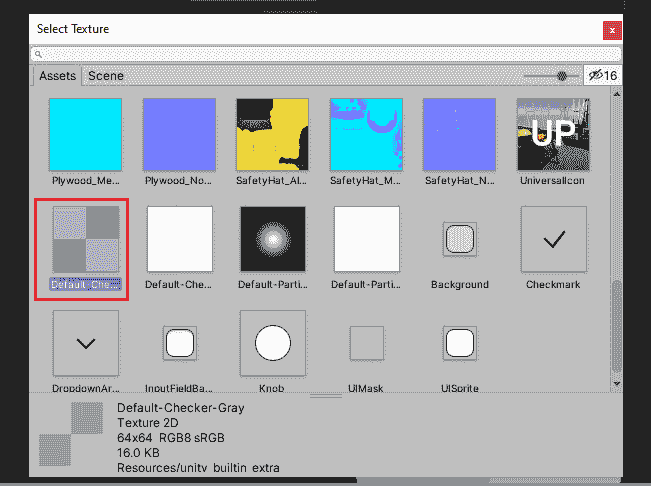 Select Texture
x
Assets Scene 16
Plywood_Me... Plywood_No... SafetyHat_Al... SafetyHat_M... SafetyHat_N... UniversalIcon
UP
Default-Che... Default-Che... Default-Parti... Default-Parti... Background Checkmark
DropdownAr... InputFieldBa... Knob UIMask UISprite
Default-Checker-Gray
Texture 2D
64x64 RGB8 sRGB
16.0 KB
Resources/unity_builtin_extra